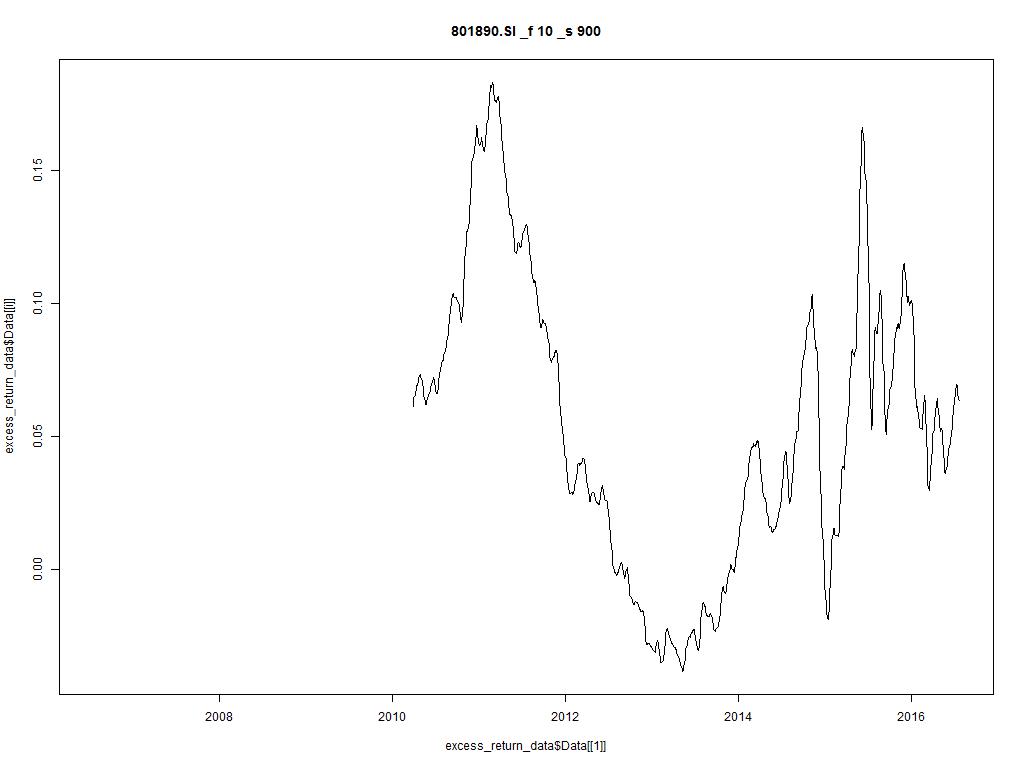 801890.SI _f 10 _s 900
excess_return_data$Data[[i]]
0.15
0.10
0.05
0.00
2008 2010 2012 2014 2016
excess_return_data$Data[[1]]